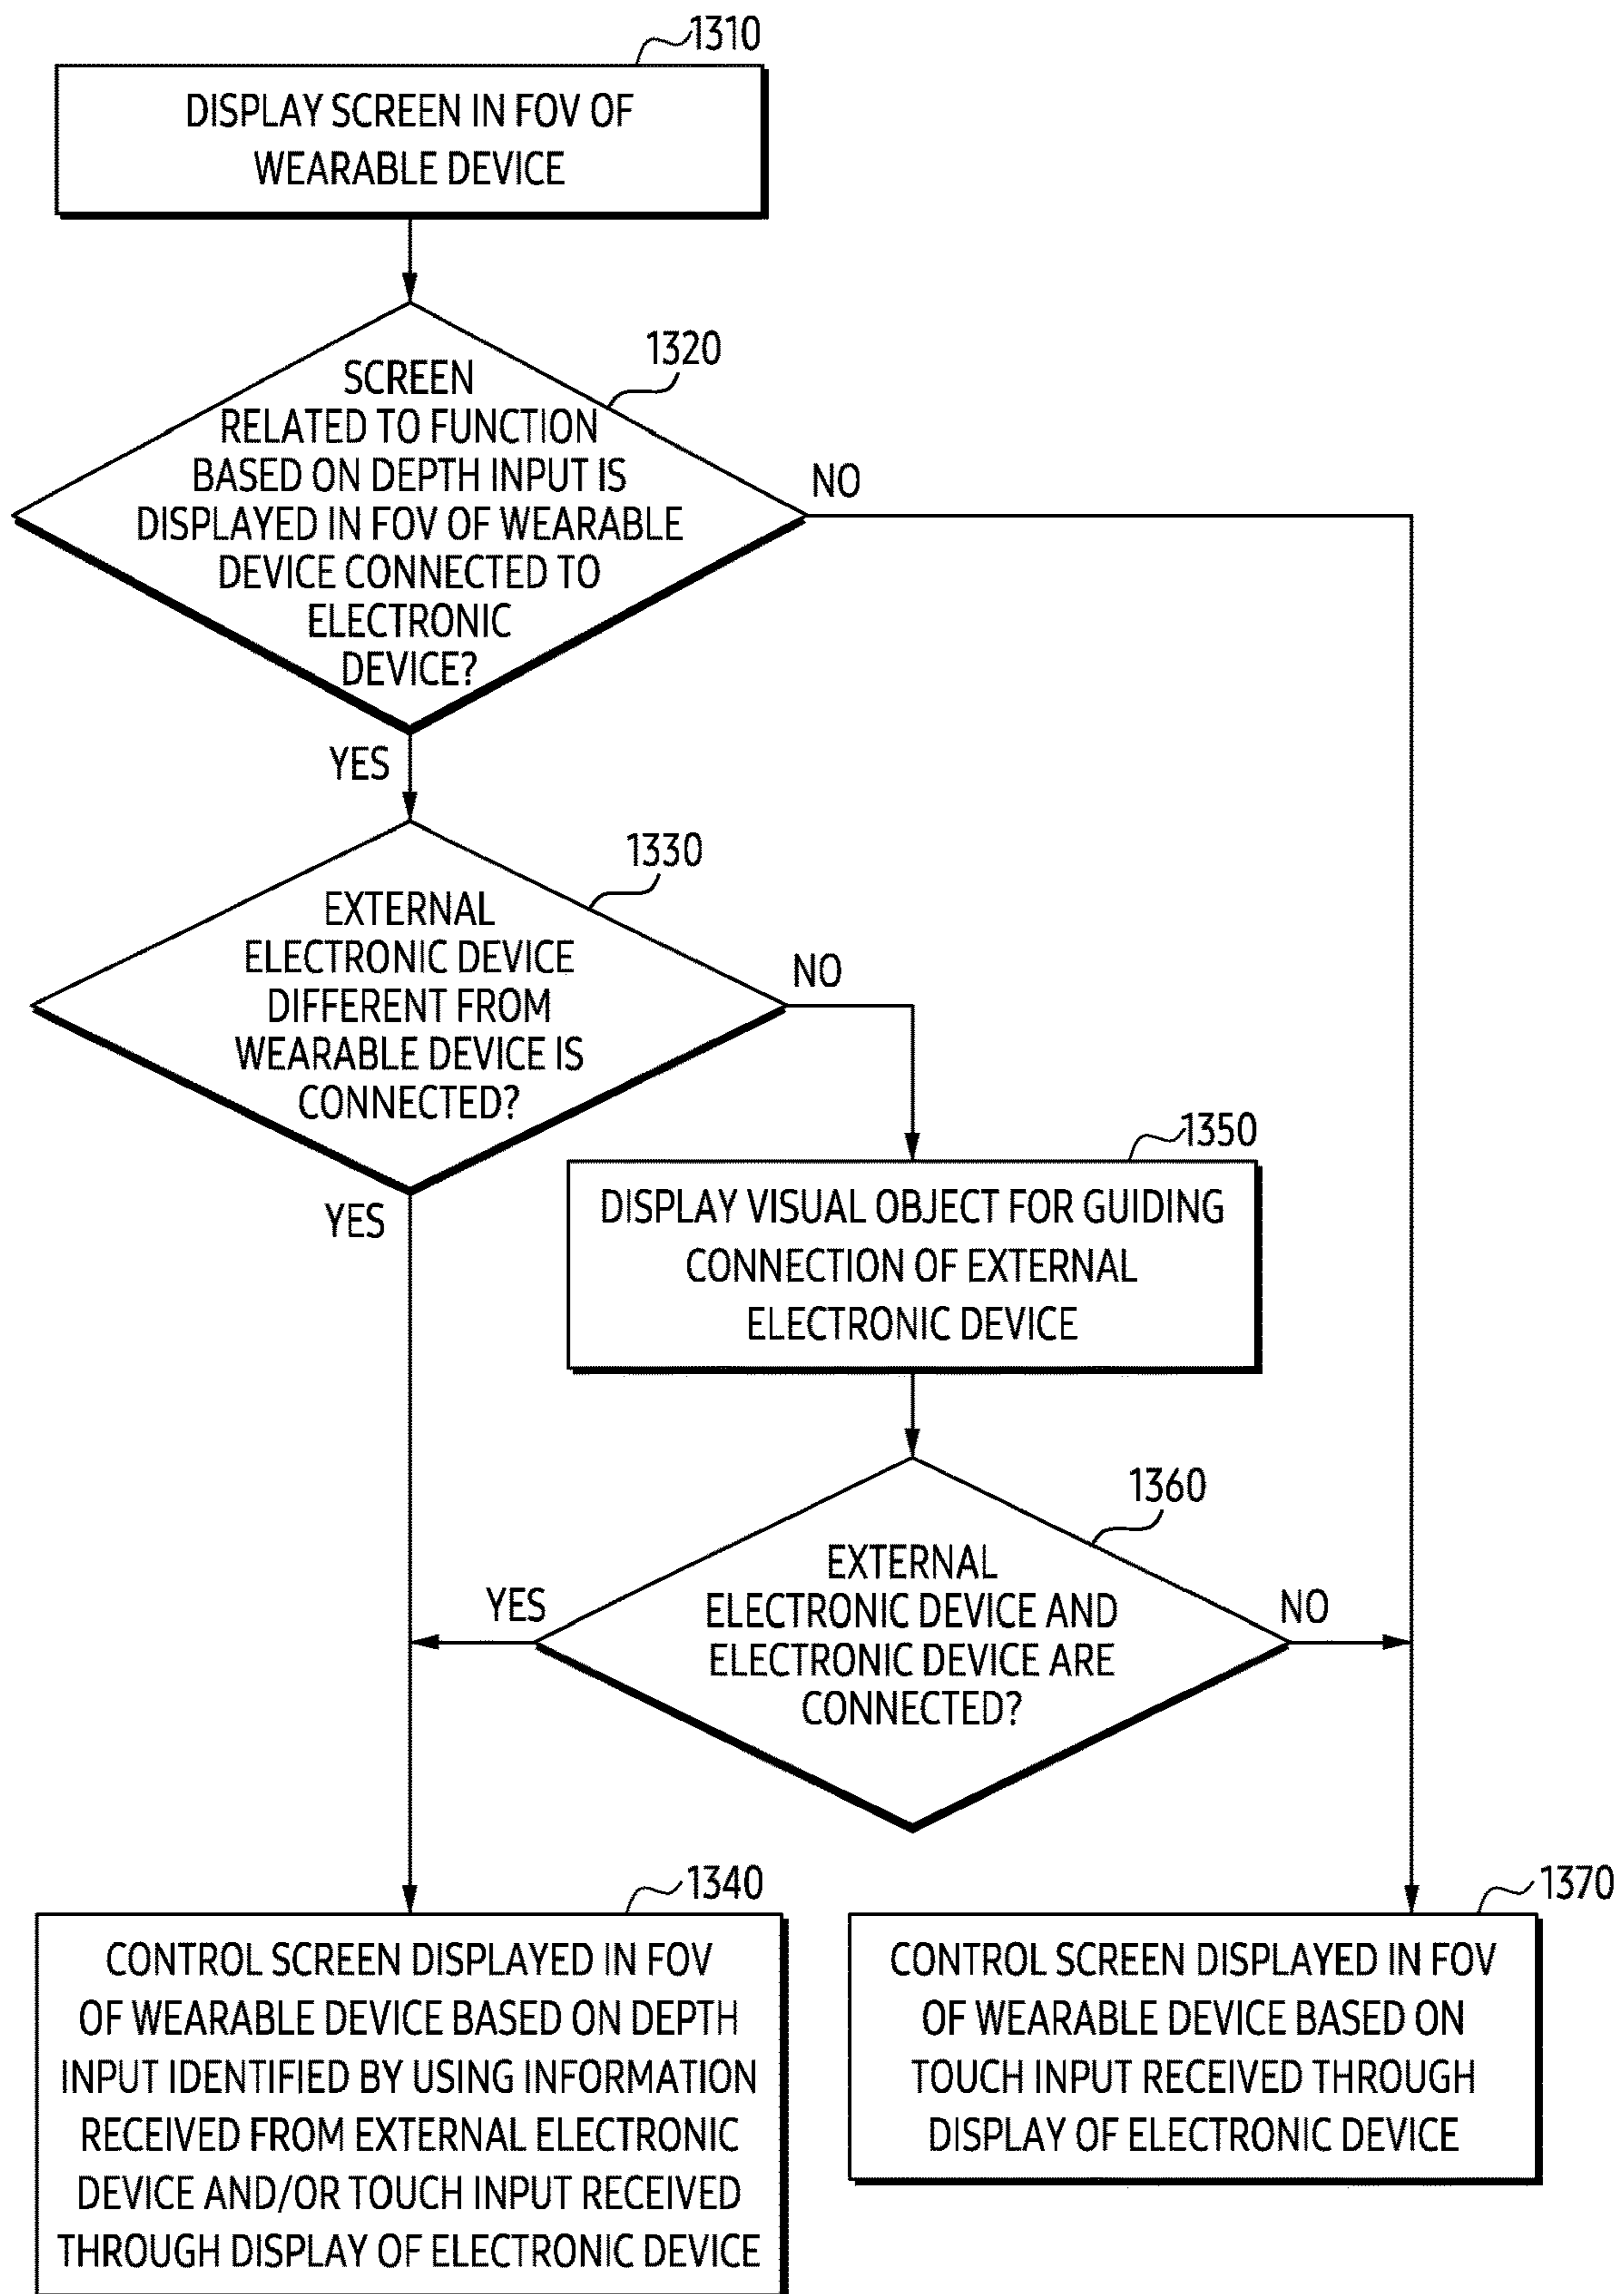 1310
DISPLAY SCREEN IN FOV OF
WEARABLE DEVICE
1320
SCREEN
RELATED TO FUNCTION
BASED ON DEPTH INPUT IS
DISPLAYED IN FOV OF WEARABLE
DEVICE CONNECTED TO
ELECTRONIC
DEVICE?
NO
YES
1330
EXTERNAL
ELECTRONIC DEVICE
DIFFERENT FROM
WEARABLE DEVICE IS
CONNECTED?
NO
YES
1350
DISPLAY VISUAL OBJECT FOR GUIDING
CONNECTION OF EXTERNAL
ELECTRONIC DEVICE
1360
EXTERNAL
ELECTRONIC DEVICE AND
ELECTRONIC DEVICE ARE
CONNECTED?
YES
NO
1340
CONTROL SCREEN DISPLAYED IN FOV
OF WEARABLE DEVICE BASED ON DEPTH
INPUT IDENTIFIED BY USING INFORMATION
RECEIVED FROM EXTERNAL ELECTRONIC
DEVICE AND/OR TOUCH INPUT RECEIVED
THROUGH DISPLAY OF ELECTRONIC DEVICE
1370
CONTROL SCREEN DISPLAYED IN FOV
OF WEARABLE DEVICE BASED ON
TOUCH INPUT RECEIVED THROUGH
DISPLAY OF ELECTRONIC DEVICE